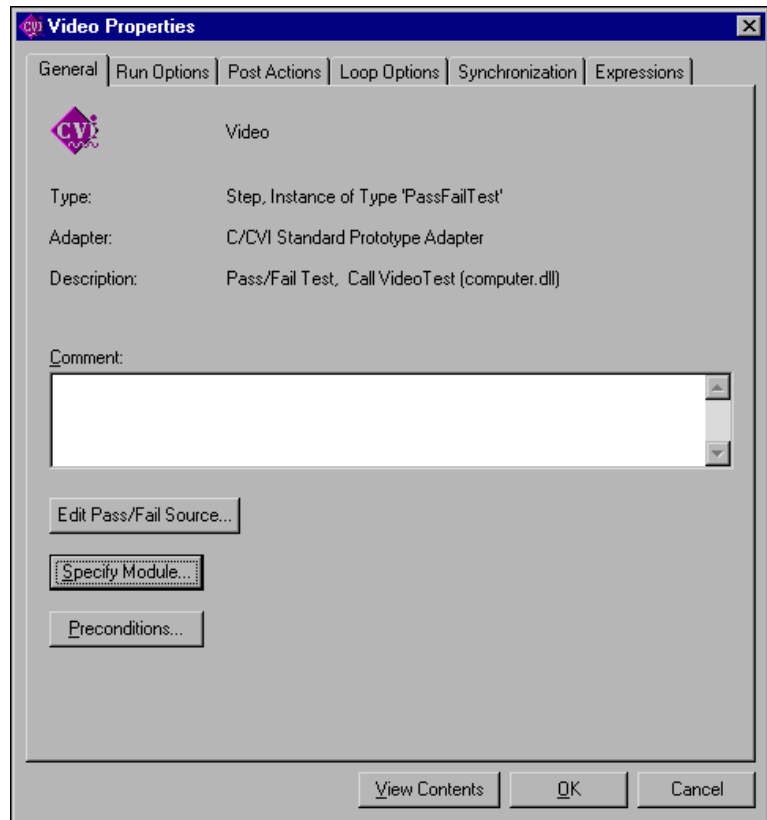 CVI Video Properties
General Run Options Post Actions Loop Options Synchronization Expressions
CVI Video
Type: Step, Instance of Type 'PassFailTest'
Adapter: C/CVI Standard Prototype Adapter
Description: Pass/Fail Test, Call VideoTest (computer.dll)
Comment:
Edit Pass/Fail Source...
Specify Module...
Preconditions...
View Contents OK Cancel